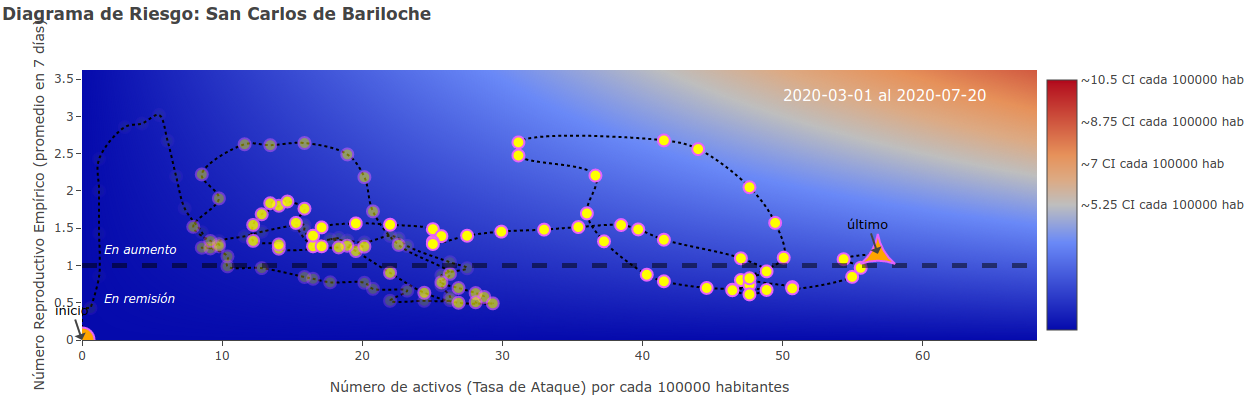 Diagrama de Riesgo: San Carlos de Bariloche
Número Reproductivo Empírico (promedio en 7 días)
3.5
3
2.5
2
1.5
1
0.5
0
2020-03-01 al 2020-07-20
último
En aumento
En remisión
inicio
0
10
20
30
40
50
60
Número de activos (Tasa de Ataque) por cada 100000 habitantes
~10.5 CI cada 100000 hab
~8.75 CI cada 100000 hab
~7 CI cada 100000 hab
~5.25 CI cada 100000 hab